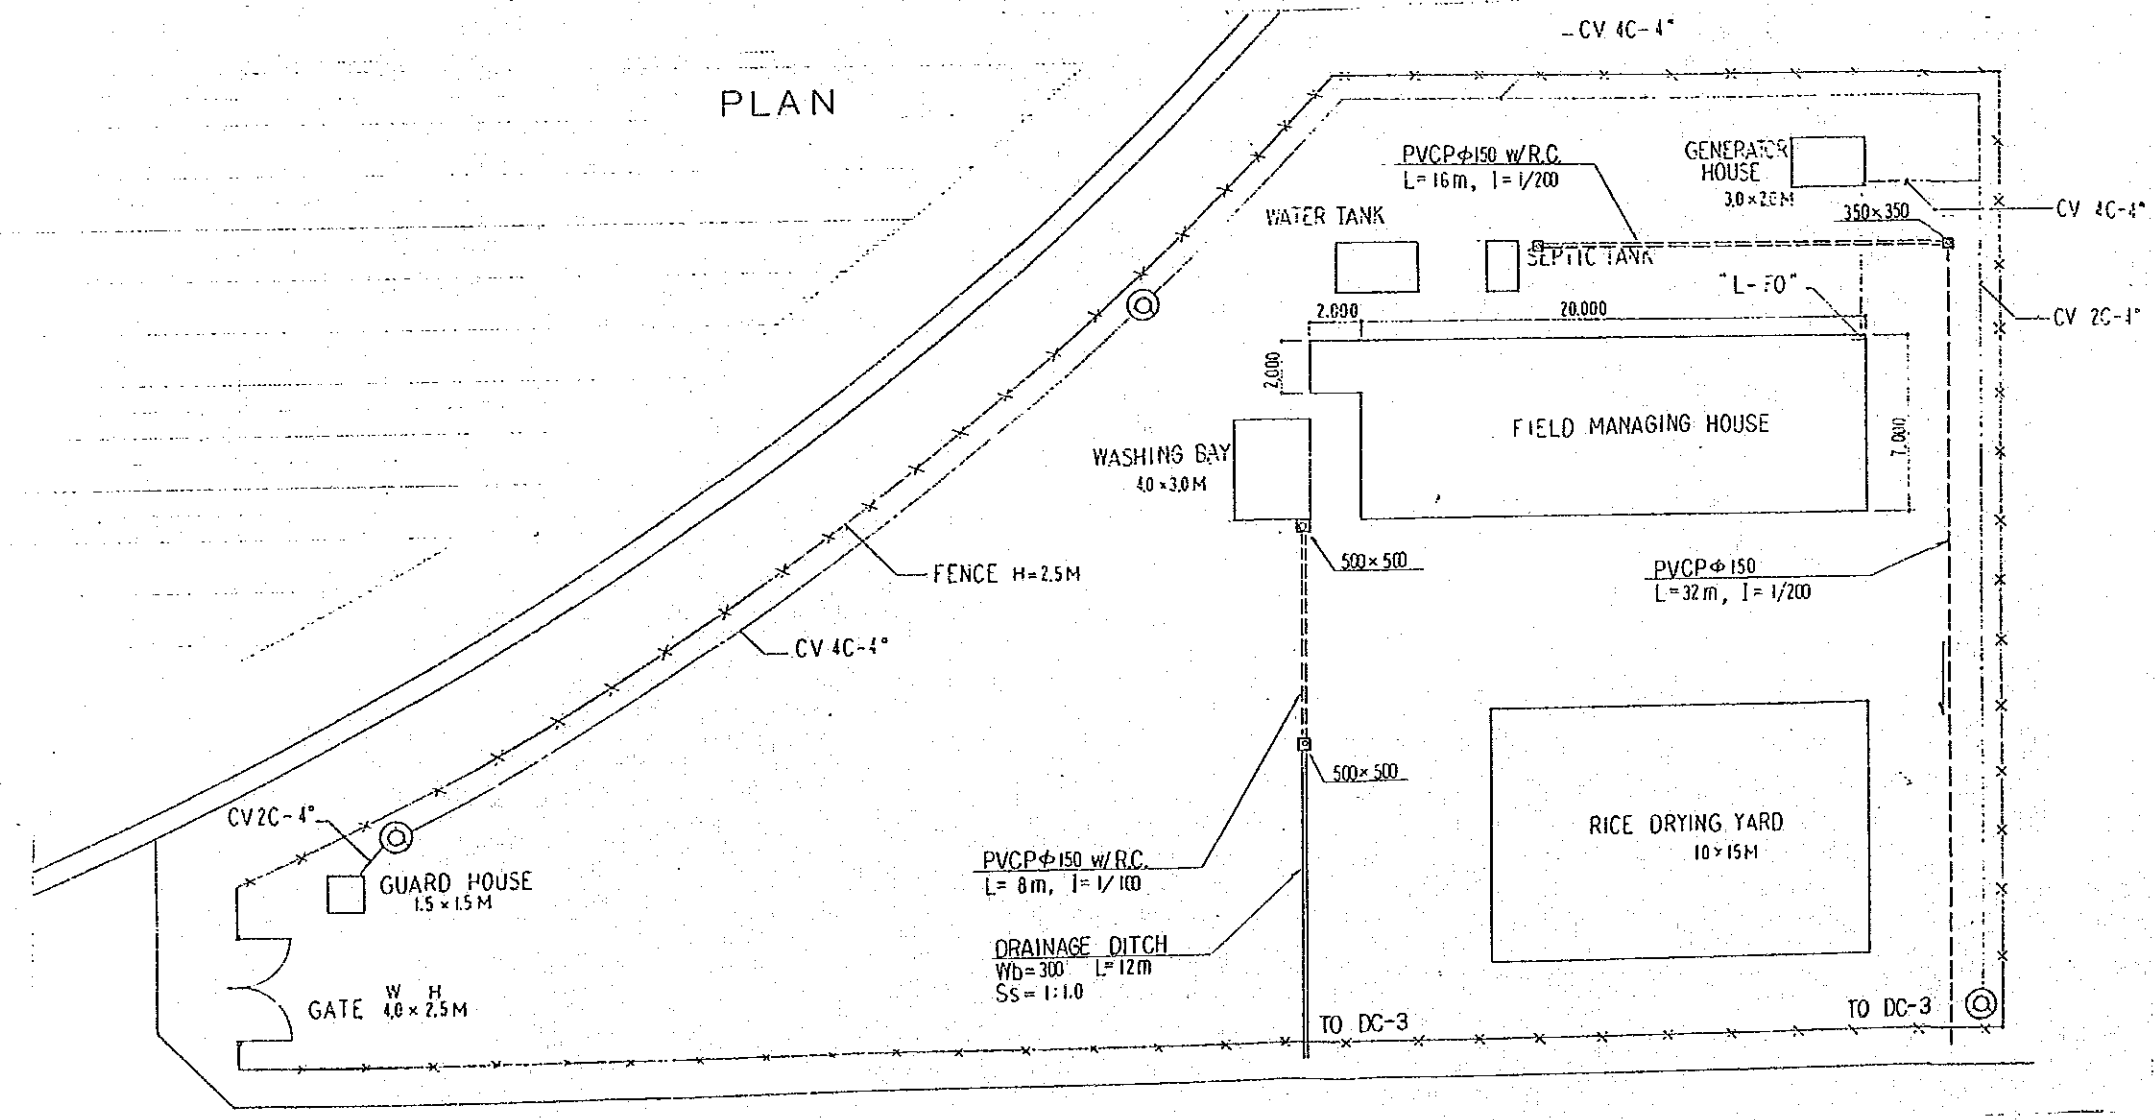 CV 4C-4°
PLAN
PVCPφ150 w/R.C.
L=16m, I=1/200
GENERATOR
HOUSE
WATER TANK
350×350
CV 4C-4°
SEPTIC TANK
2.000
20.000
CV 2C-4°
2,000
FIELD MANAGING HOUSE
7,000
WASHING BAY
4.0×3.0M
500×500
FENCE H=2.5M
PVCPφ150
L=32m, I=1/200
CV 4C-4°
500×500
CV2C-4°
RICE DRYING YARD
10×15M
PVCPφ150 w/R.C.
L= 8m, I=1/100
GUARD HOUSE
1.5×1.5M
DRAINAGE DITCH
Wb=300 L=12m
Ss= 1:1.0
W H
GATE 4.0×2.5M
TO DC-3
TO DC-3